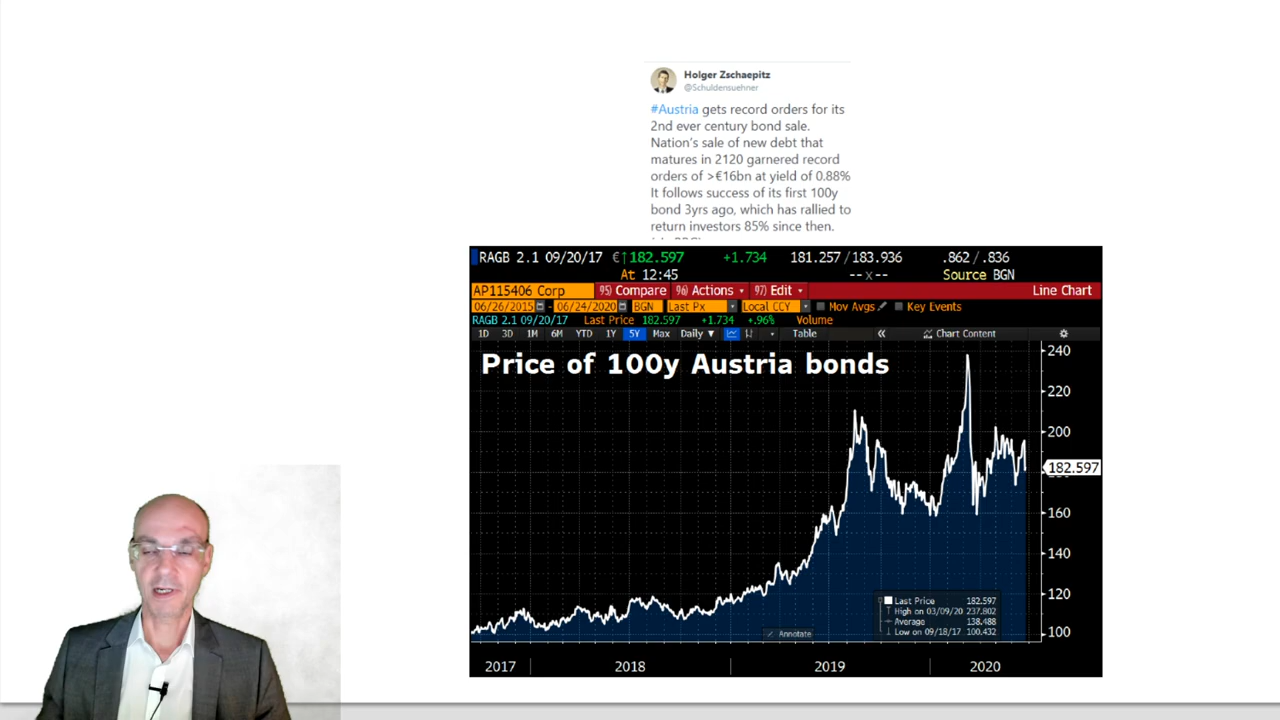 Holger Zschaepitz
@Schuldensuehner
#Austria gets record orders for its
2nd ever century bond sale.
Nation's sale of new debt that
matures in 2120 garnered record
orders of >€16bn at yield of 0.88%
It follows success of its first 100y
bond 3yrs ago, which has rallied to
return investors 85% since then.
RAGB 2.1 09/20/17 €↑182.597 +1.734 181.257/183.936 .862/.836
At 12:45 --x-- Source BGN
AP115406 Corp 95) Compare 96) Actions 97) Edit Line Chart
06/26/2015 - 06/24/2020 BGN Last Px Local CCY Mov Avgs Key Events
RAGB 2.1 09/20/17 Last Price 182.597 +1.734 +.96% Volume
1D 3D 1M 6M YTD 1Y 5Y Max Daily ▼ Table « Chart Content
Price of 100y Austria bonds
240
220
200
182.597
160
140
120
100
Last Price 182.597
High on 03/09/20 237.802
Average 138.488
Low on 09/18/17 100.432
Annotate
2017 2018 2019 2020